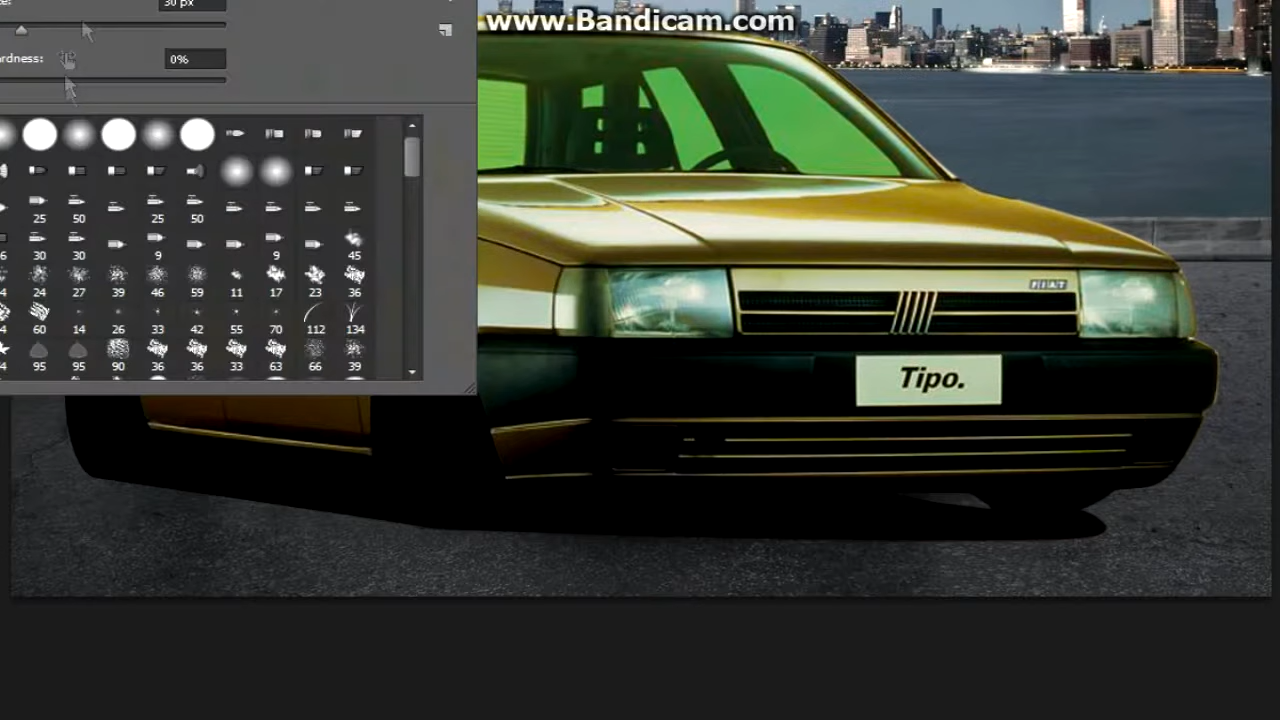 30 px
www.Bandicam.com
rdness:
0%
25 50 25 50
6 30 30 9 9 45
4 24 27 39 46 59 11 17 23 36
4 60 14 26 33 42 55 70 112 134
4 95 95 90 36 36 33 63 66 39
FIAT
Tipo.